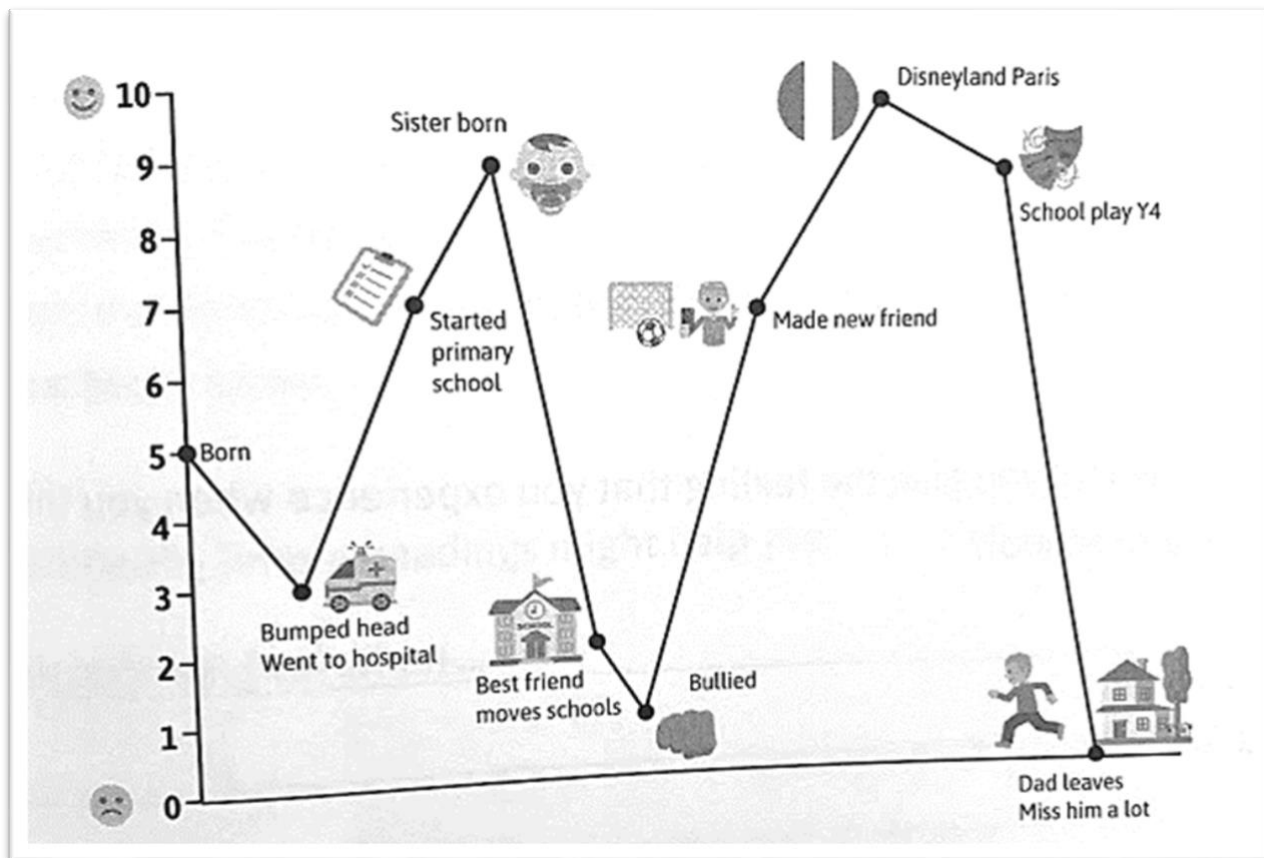 10
9
8
7
6
5
4
3
2
1
0
Born
Bumped head
Went to hospital
Started
primary
school
Sister born
SCHOOL
Best friend
moves schools
Bullied
Made new friend
Disneyland Paris
School play Y4
Dad leaves
Miss him a lot